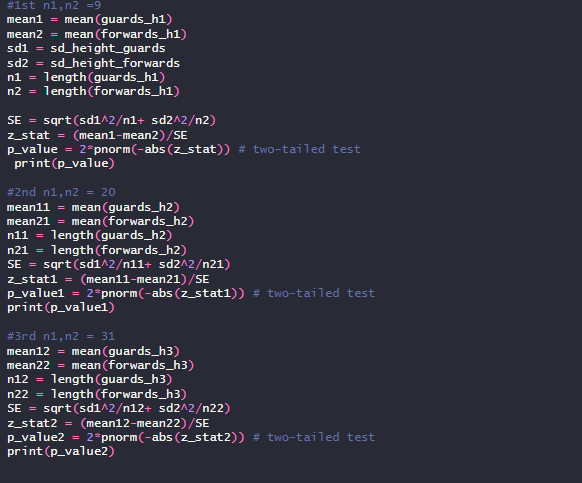 #1st n1,n2 =9
mean1 = mean(guards_h1)
mean2 = mean(forwards_h1)
sd1 = sd_height_guards
sd2 = sd_height_forwards
n1 = length(guards_h1)
n2 = length(forwards_h1)
SE = sqrt(sd1^2/n1+ sd2^2/n2)
z_stat = (mean1-mean2)/SE
p_value = 2*pnorm(-abs(z_stat)) # two-tailed test
print(p_value)
#2nd n1,n2 = 20
mean11 = mean(guards_h2)
mean21 = mean(forwards_h2)
n11 = length(guards_h2)
n21 = length(forwards_h2)
SE = sqrt(sd1^2/n11+ sd2^2/n21)
z_stat1 = (mean11-mean21)/SE
p_value1 = 2*pnorm(-abs(z_stat1)) # two-tailed test
print(p_value1)
#3rd n1,n2 = 31
mean12 = mean(guards_h3)
mean22 = mean(forwards_h3)
n12 = length(guards_h3)
n22 = length(forwards_h3)
SE = sqrt(sd1^2/n12+ sd2^2/n22)
z_stat2 = (mean12-mean22)/SE
p_value2 = 2*pnorm(-abs(z_stat2)) # two-tailed test
print(p_value2)